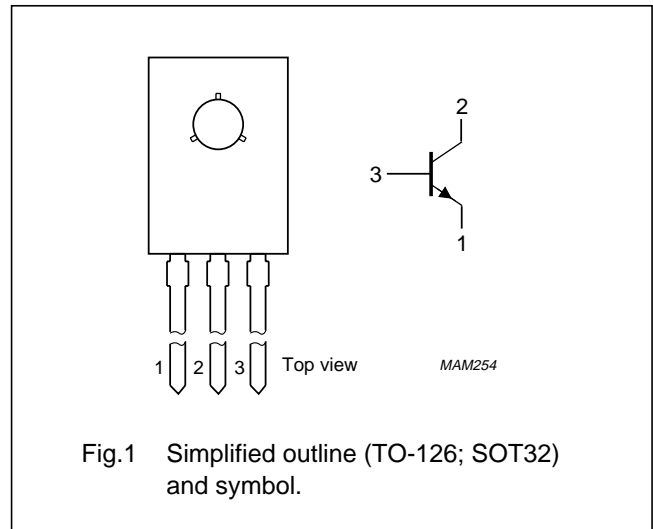 2
3
1
1 2 3 Top view MAM254
Fig.1 Simplified outline (TO-126; SOT32)
and symbol.